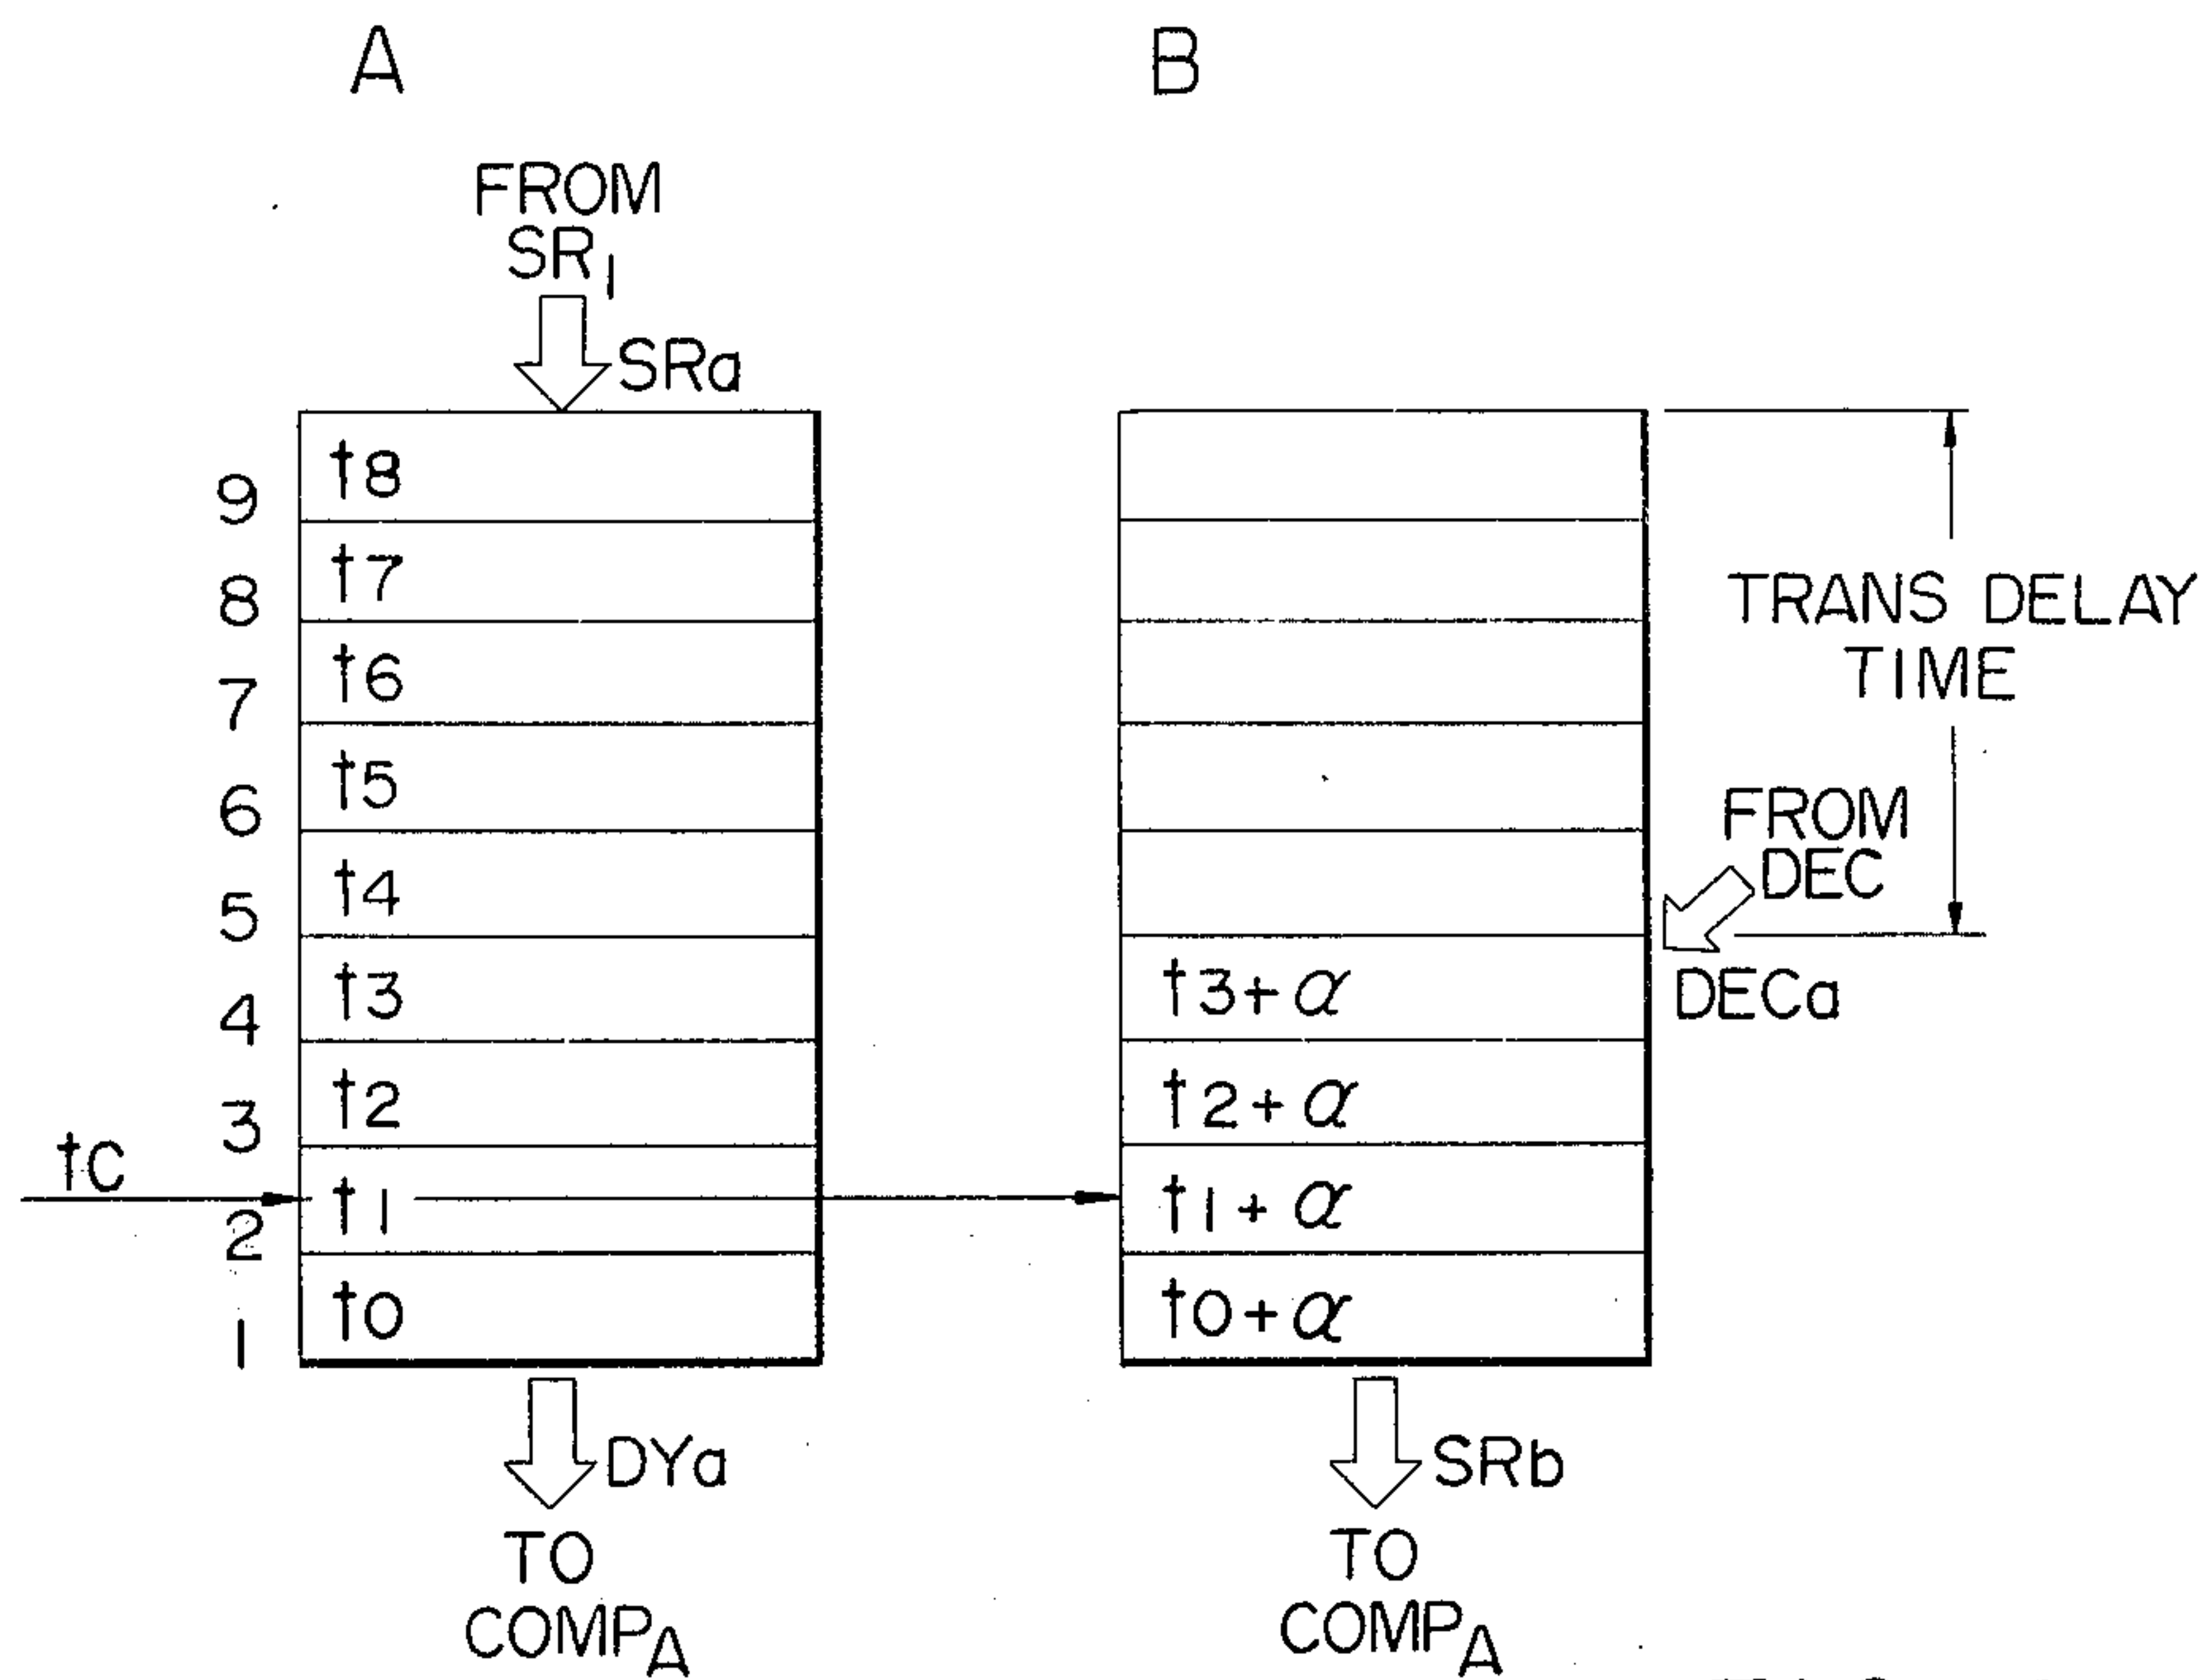 A
B
FROM
SR1
SRa
9
t8
8
t7
7
t6
6
t5
5
t4
4
t3
3
t2
tc
2
t1
1
t0
DYa
TO
COMPA
TRANS DELAY
TIME
FROM
DEC
DECa
t3+α
t2+α
t1+α
t0+α
SRb
TO
COMPA